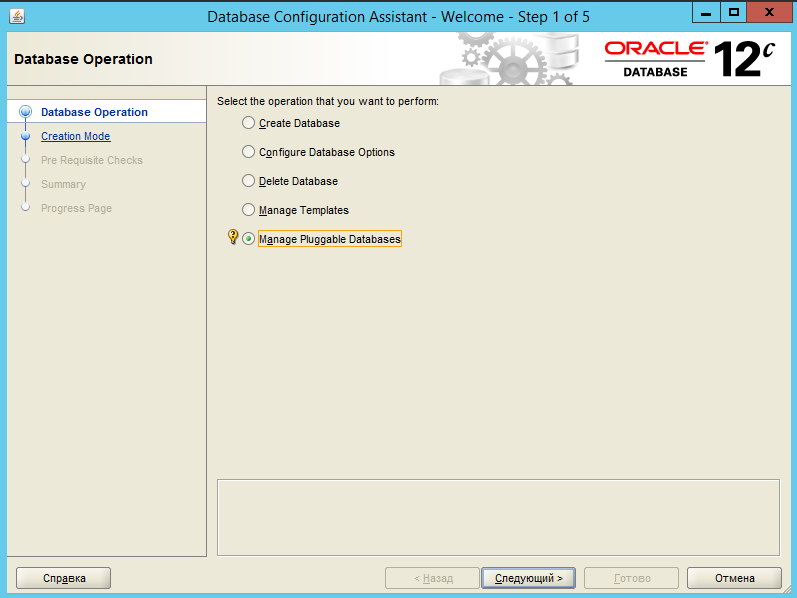 Database Configuration Assistant - Welcome - Step 1 of 5
Database Operation
ORACLE®
DATABASE 12c
Database Operation
Creation Mode
Pre Requisite Checks
Summary
Progress Page
Select the operation that you want to perform:
Create Database
Configure Database Options
Delete Database
Manage Templates
Manage Pluggable Databases
Справка
< Назад
Следующий >
Готово
Отмена